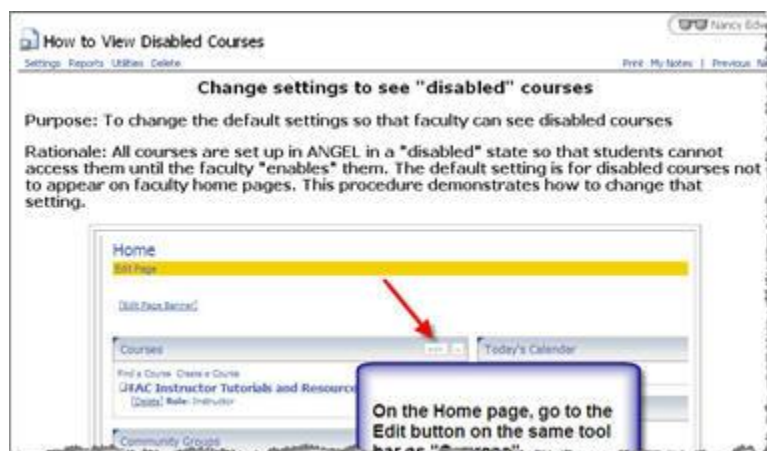 Nancy
How to View Disabled Courses
Settings Reports Utilities Delete
Print My Notes | Previous
Change settings to see "disabled" courses
Purpose: To change the default settings so that faculty can see disabled courses
Rationale: All courses are set up in ANGEL in a "disabled" state so that students cannot
access them until the faculty "enables" them. The default setting is for disabled courses not
to appear on faculty home pages. This procedure demonstrates how to change that
setting.
Home
Edit Page
[Edit Page Banner]
Courses
Today's Calendar
Find a Course Create a Course
FAC Instructor Tutorials and Resource
[Delete] Role: Instructor
On the Home page, go to the
Edit button on the same tool
Community Groups
bar as